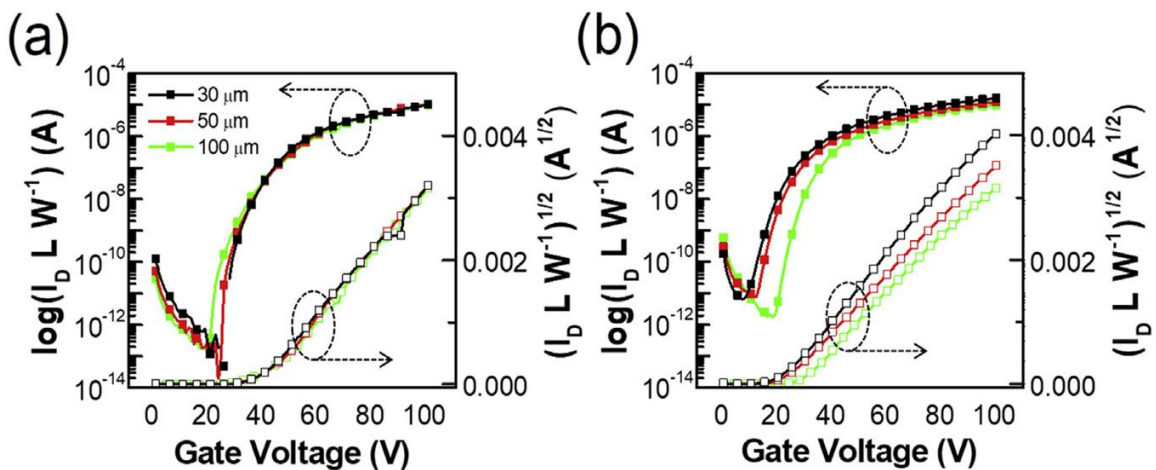 (a)
(b)
30 μm
50 μm
100 μm
10⁻⁴
10⁻⁶
10⁻⁸
10⁻¹⁰
10⁻¹²
10⁻¹⁴
log(I_D L W⁻¹) (A)
0.004
0.002
0.000
(I_D L W⁻¹)^1/2 (A^1/2)
0 20 40 60 80 100
Gate Voltage (V)
10⁻⁴
10⁻⁶
10⁻⁸
10⁻¹⁰
10⁻¹²
10⁻¹⁴
log(I_D L W⁻¹) (A)
0.004
0.002
0.000
(I_D L W⁻¹)^1/2 (A^1/2)
0 20 40 60 80 100
Gate Voltage (V)